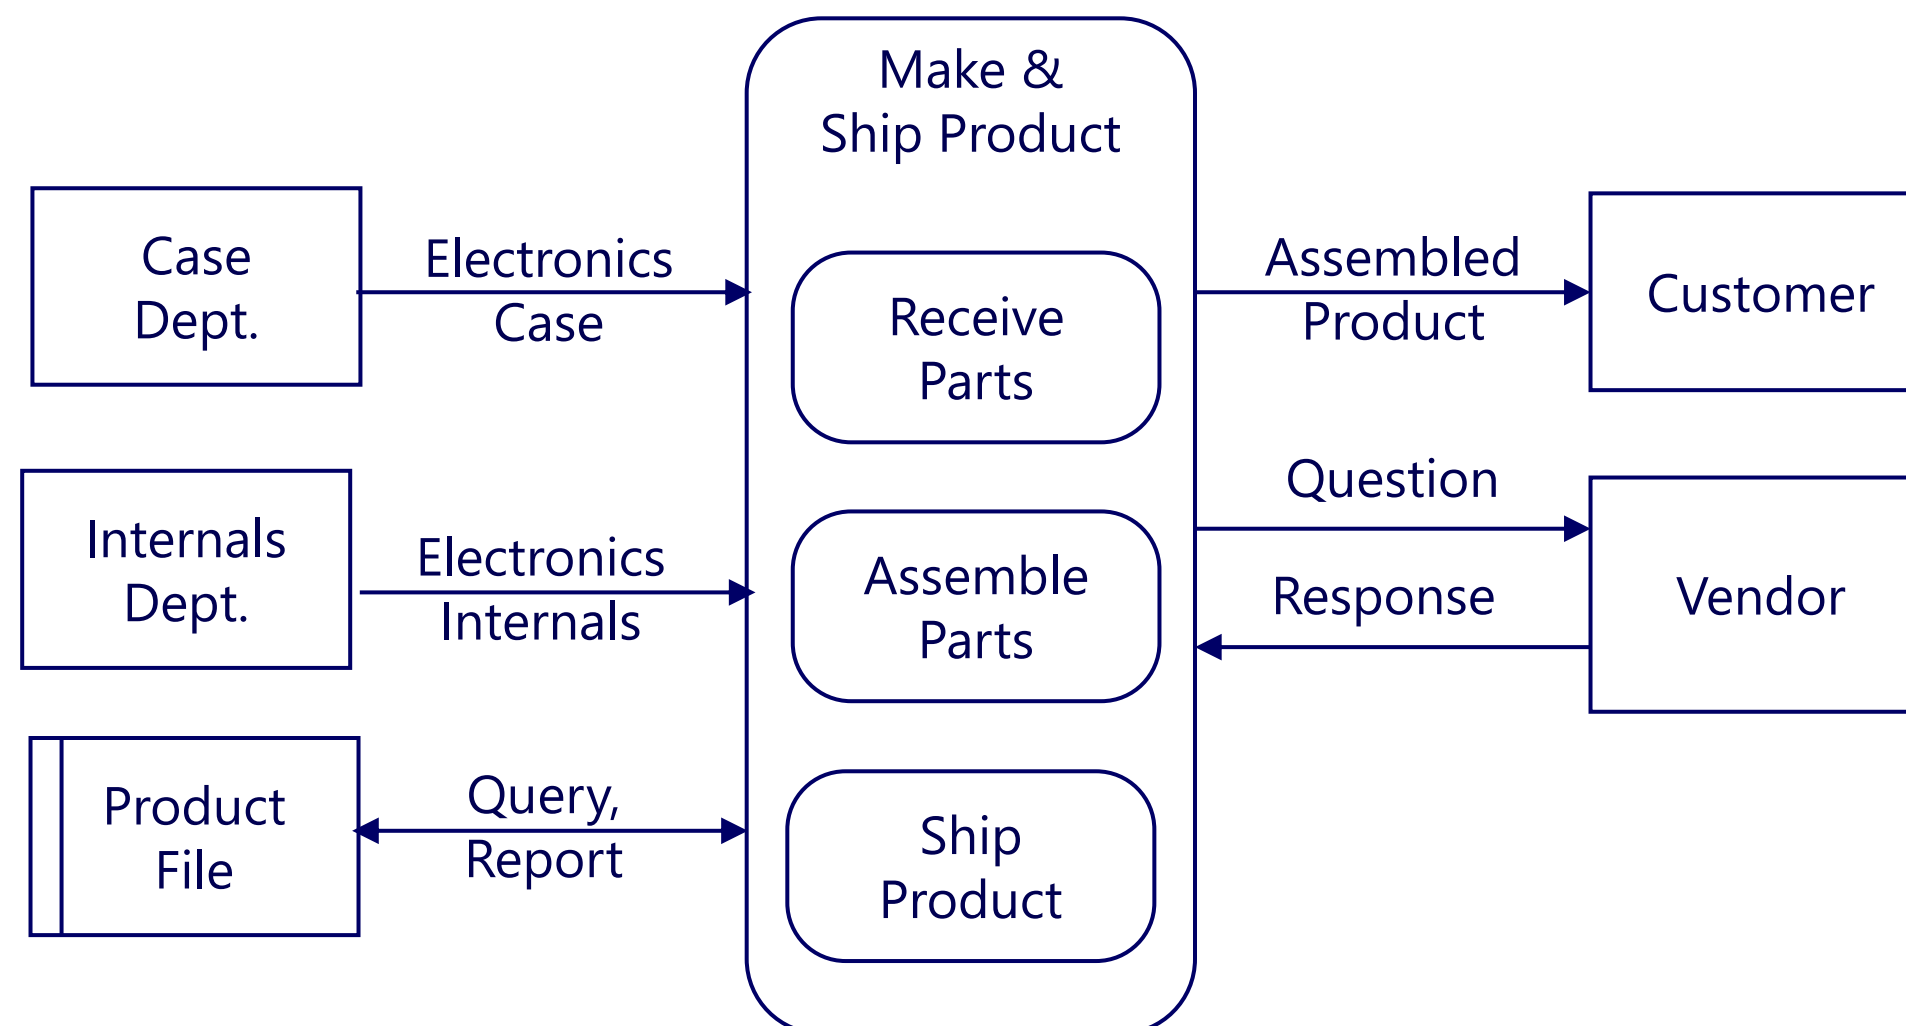 Make &
Ship Product
Case
Dept.
Electronics
Case
Receive
Parts
Assembled
Product
Customer
Internals
Dept.
Electronics
Internals
Assemble
Parts
Question
Response
Vendor
Product
File
Query,
Report
Ship
Product